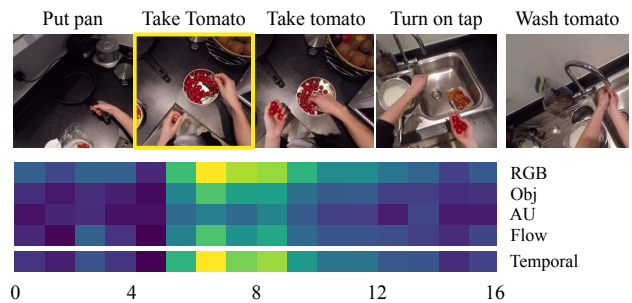 Put pan Take Tomato Take tomato Turn on tap Wash tomato
RGB
Obj
AU
Flow
Temporal
0 4 8 12 16